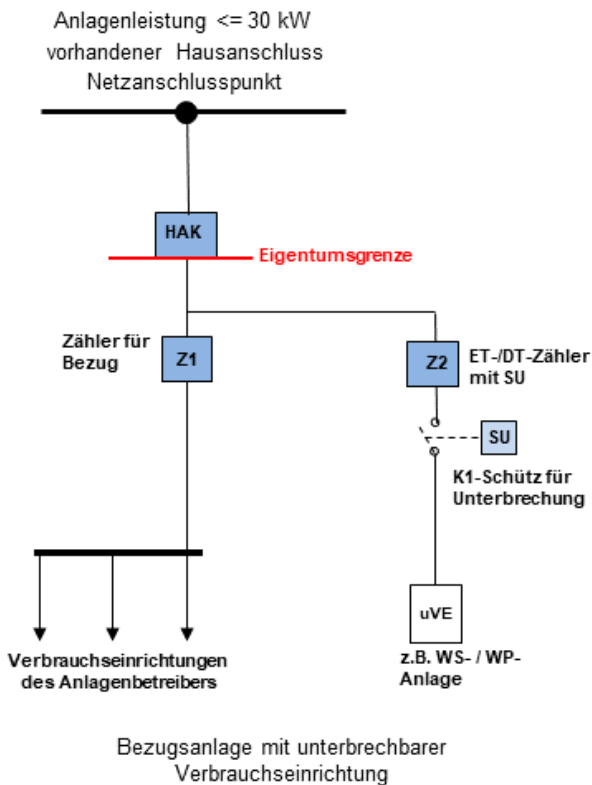 Anlagenleistung <= 30 kW
vorhandener Hausanschluss
Netzanschlusspunkt
HAK
Eigentumsgrenze
Zähler für
Bezug
Z1
Z2
ET-/DT-Zähler
mit SU
SU
K1-Schütz für
Unterbrechung
uVE
Verbrauchseinrichtungen
des Anlagenbetreibers
z.B. WS- / WP-
Anlage
Bezugsanlage mit unterbrechbarer
Verbrauchseinrichtung